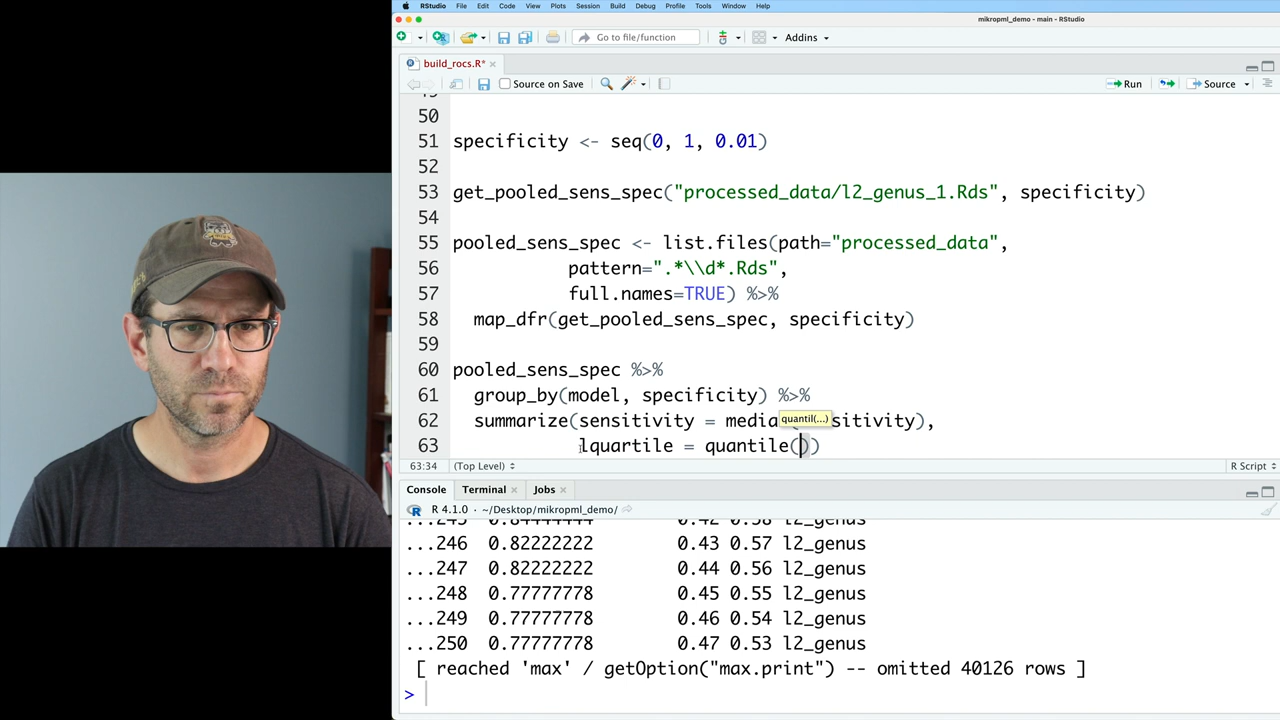 RStudio File Edit Code View Plots Session Build Debug Profile Tools Window Help
mikropml_demo - main - RStudio
Go to file/function Addins
build_rocs.R*
Source on Save Run Source
50
51 specificity <- seq(0, 1, 0.01)
52
53 get_pooled_sens_spec("processed_data/l2_genus_1.Rds", specificity)
54
55 pooled_sens_spec <- list.files(path="processed_data",
56 pattern=".*\\d*.Rds",
57 full.names=TRUE) %>%
58 map_dfr(get_pooled_sens_spec, specificity)
59
60 pooled_sens_spec %>%
61 group_by(model, specificity) %>%
quantil(...)
62 summarize(sensitivity = media sitivity),
63 lquartile = quantile()
63:34 (Top Level) R Script
Console Terminal Jobs
R 4.1.0 · ~/Desktop/mikropml_demo/
...246 0.82222222 0.43 0.57 l2_genus
...247 0.82222222 0.44 0.56 l2_genus
...248 0.77777778 0.45 0.55 l2_genus
...249 0.77777778 0.46 0.54 l2_genus
...250 0.77777778 0.47 0.53 l2_genus
[ reached 'max' / getOption("max.print") -- omitted 40126 rows ]
>